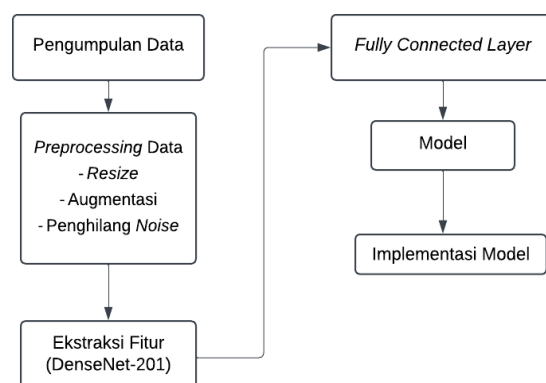 Pengumpulan Data
Preprocessing Data
- Resize
- Augmentasi
- Penghilang Noise
Ekstraksi Fitur
(DenseNet-201)
Fully Connected Layer
Model
Implementasi Model